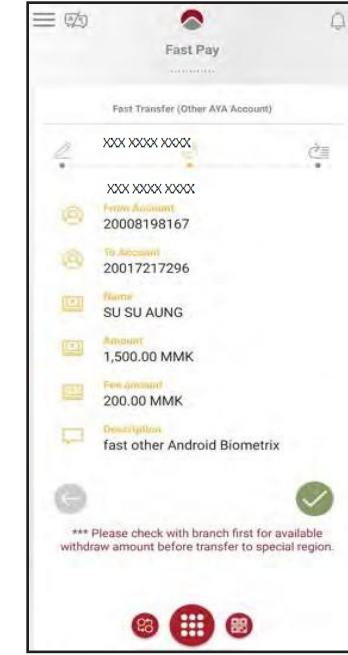 Fast Pay
Fast Transfer (Other AYA Account)
XXX XXXX XXXX
XXX XXXX XXXX
From Account
20008198167
To Account
20017217296
Name
SU SU AUNG
Amount
1,500.00 MMK
Fee amount
200.00 MMK
Description
fast other Android Biometrix
*** Please check with branch first for available
withdraw amount before transfer to special region.